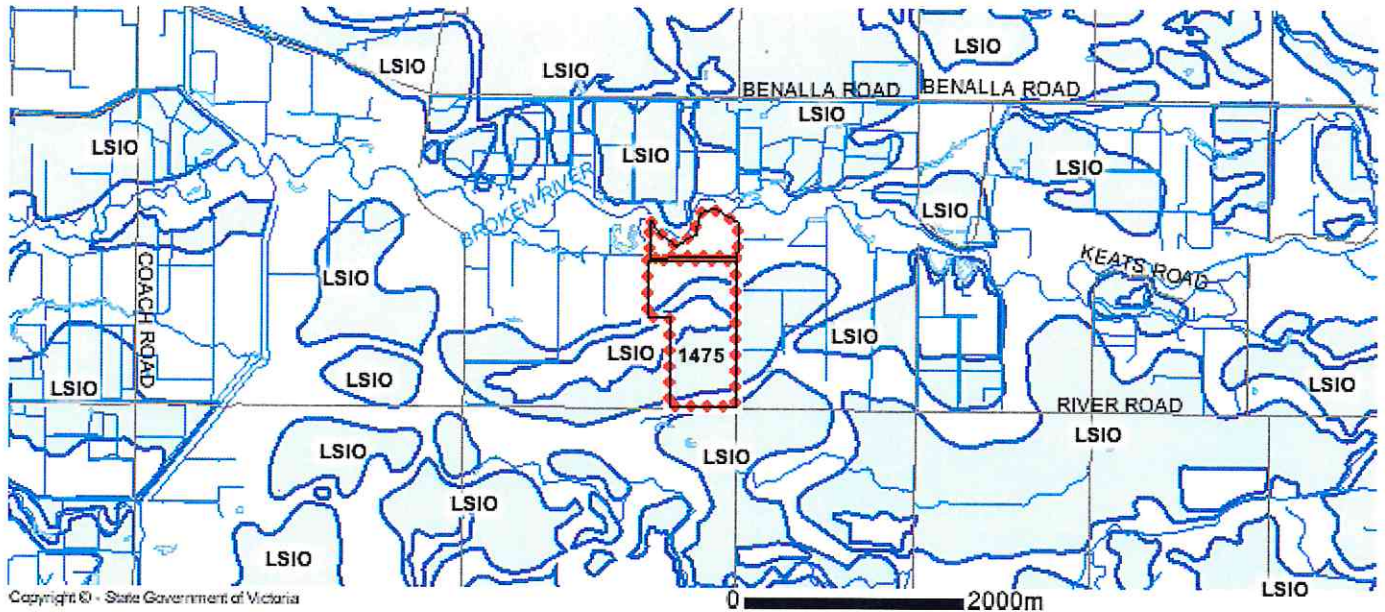 LSIO
LSIO
LSIO
BENALLA ROAD
BENALLA ROAD
LSIO
LSIO
LSIO
LSIO
BROKEN RIVER
LSIO
COACH ROAD
LSIO
KEATS ROAD
LSIO
LSIO
1475
LSIO
LSIO
LSIO
RIVER ROAD
LSIO
LSIO
LSIO
LSIO
LSIO
LSIO
Copyright © - State Government of Victoria
0
2000m